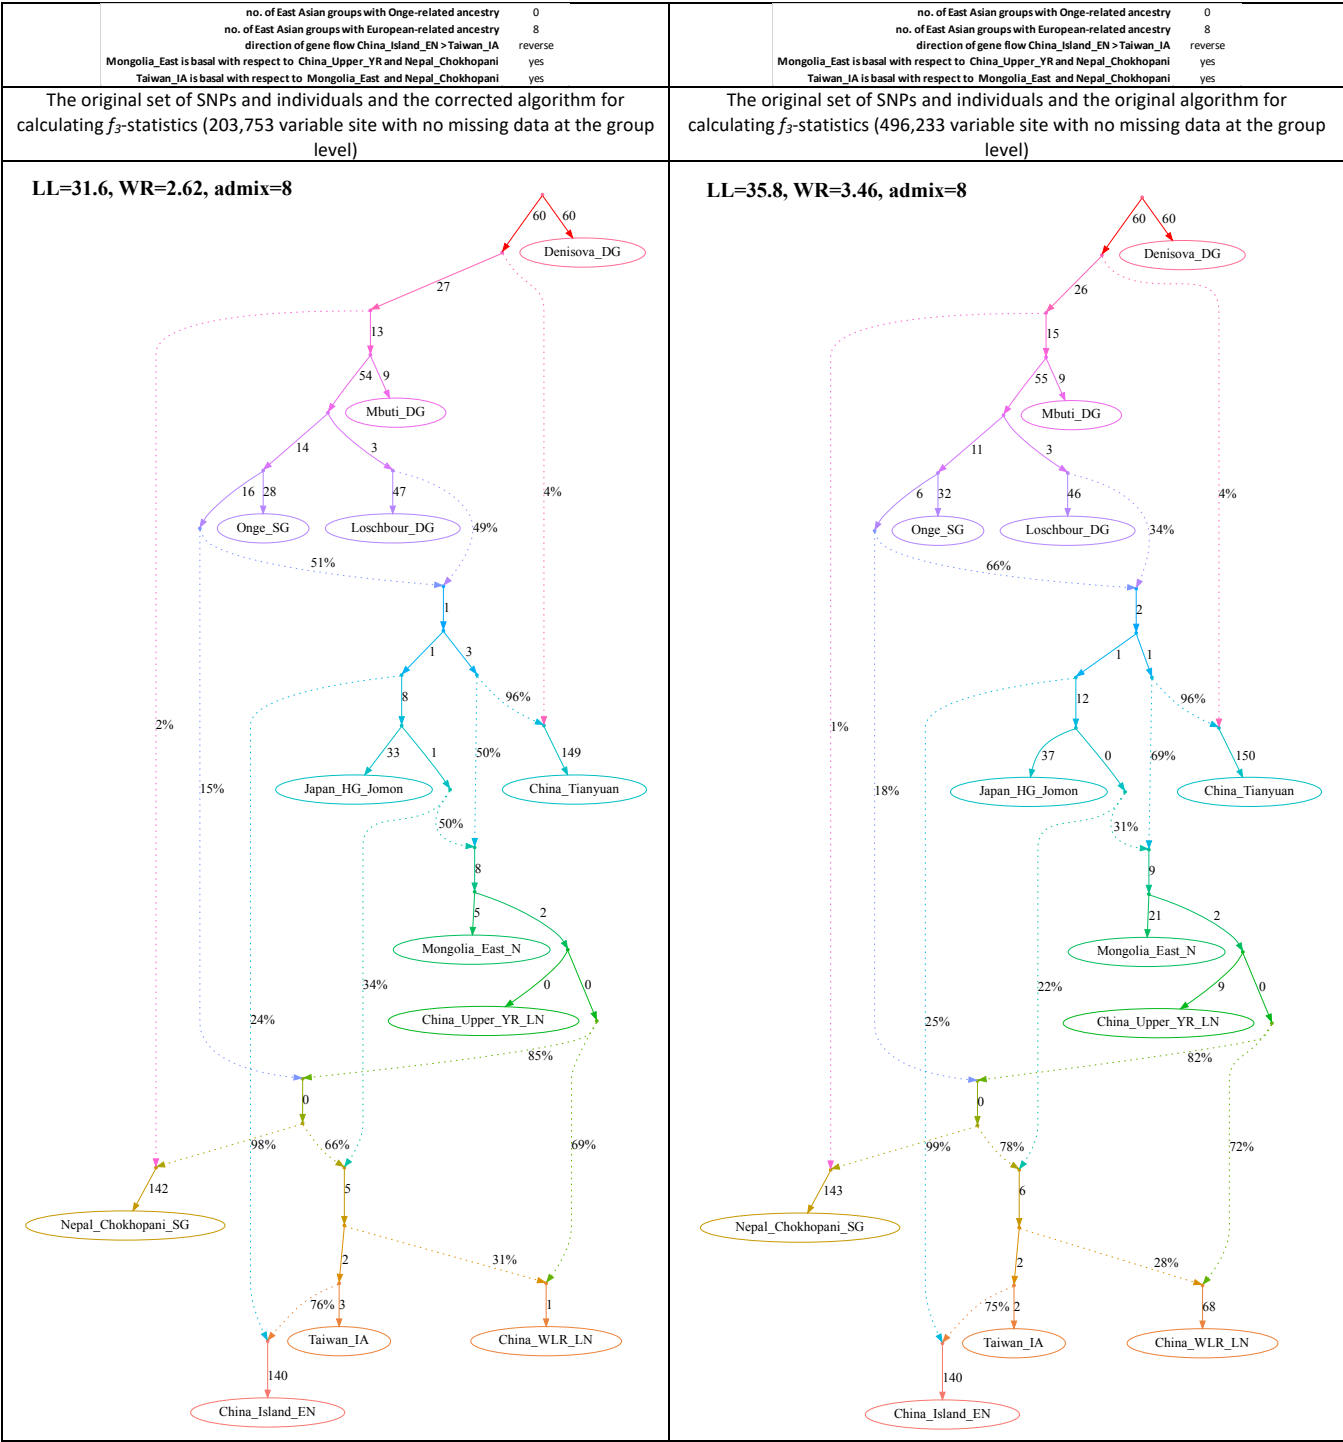 no. of East Asian groups with Onge-related ancestry 0
no. of East Asian groups with European-related ancestry 8
direction of gene flow China_Island_EN > Taiwan_IA reverse
Mongolia_East is basal with respect to China_Upper_YR and Nepal_Chokhopani yes
Taiwan_IA is basal with respect to Mongolia_East and Nepal_Chokhopani yes
The original set of SNPs and individuals and the corrected algorithm for
calculating f3-statistics (203,753 variable site with no missing data at the group
level)
LL=31.6, WR=2.62, admix=8
60 60
Denisova_DG
27
13
54 9
Mbuti_DG
14 3
16 28 47 4%
Onge_SG Loschbour_DG 49%
51%
1
1 3
8 96%
2% 33 1 50% 149
15% Japan_HG_Jomon China_Tianyuan
50%
8
5 2
Mongolia_East_N
34% 0 0
24% China_Upper_YR_LN
85%
0
98% 66% 69%
142 5
Nepal_Chokhopani_SG
2 31%
76% 3 1
Taiwan_IA China_WLR_LN
140
China_Island_EN
no. of East Asian groups with Onge-related ancestry 0
no. of East Asian groups with European-related ancestry 8
direction of gene flow China_Island_EN > Taiwan_IA reverse
Mongolia_East is basal with respect to China_Upper_YR and Nepal_Chokhopani yes
Taiwan_IA is basal with respect to Mongolia_East and Nepal_Chokhopani yes
The original set of SNPs and individuals and the original algorithm for
calculating f3-statistics (496,233 variable site with no missing data at the group
level)
LL=35.8, WR=3.46, admix=8
60 60
Denisova_DG
26
15
55 9
Mbuti_DG
11 3
6 32 46 4%
Onge_SG Loschbour_DG 34%
66%
2
1 1
12 96%
1% 37 0 69% 150
18% Japan_HG_Jomon China_Tianyuan
31%
9
21 2
Mongolia_East_N
22% 9 0
25% China_Upper_YR_LN
82%
0
99% 78% 72%
143 6
Nepal_Chokhopani_SG
2 28%
75% 2 68
Taiwan_IA China_WLR_LN
140
China_Island_EN